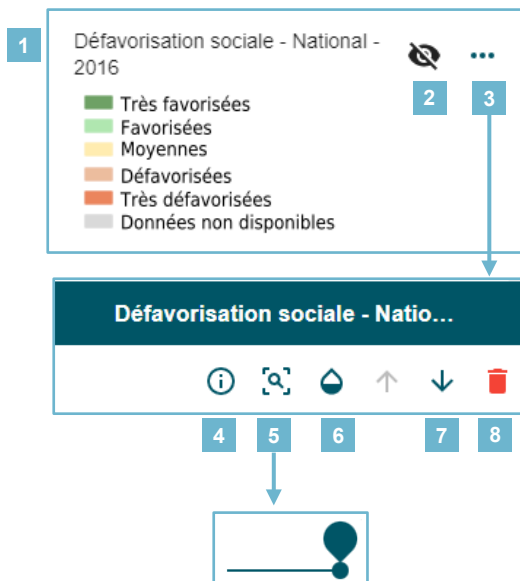 1
Défavorisation sociale - National -
2016
2
3
Très favorisées
Favorisées
Moyennes
Défavorisées
Très défavorisées
Données non disponibles
Défavorisation sociale - Natio...
4
5
6
7
8